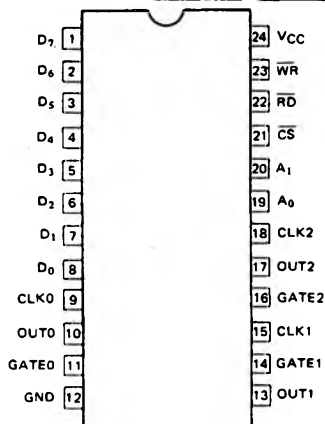 D7 1 24 VCC
D6 2 23 WR
D5 3 22 RD
D4 4 21 CS
D3 5 20 A1
D2 6 19 A0
D1 7 18 CLK2
D0 8 17 OUT2
CLK0 9 16 GATE2
OUT0 10 15 CLK1
GATE0 11 14 GATE1
GND 12 13 OUT1